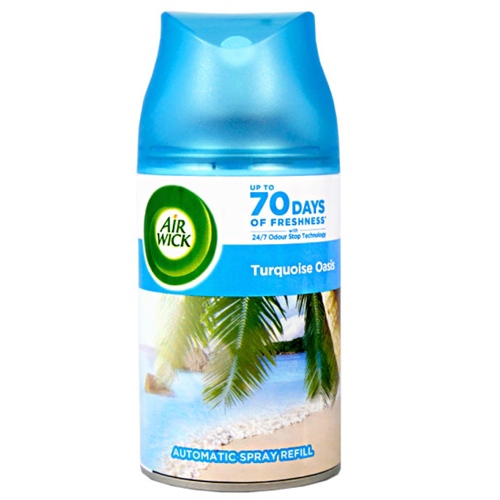 AIR
WICK
UP TO
70 DAYS
OF FRESHNESS*
with
24/7 Odour Stop Technology
Turquoise Oasis
AUTOMATIC SPRAY REFILL